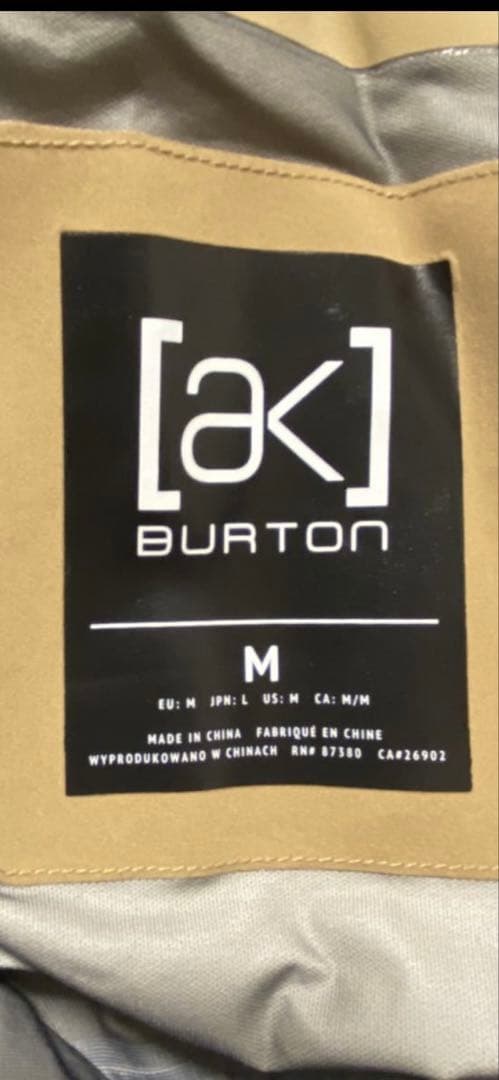 [ak]
BURTON
M
EU: M JPN: L US: M CA: M/M
MADE IN CHINA FABRIQUÉ EN CHINE
WYPRODUKOWANO W CHINACH RN# 87380 CA#26902